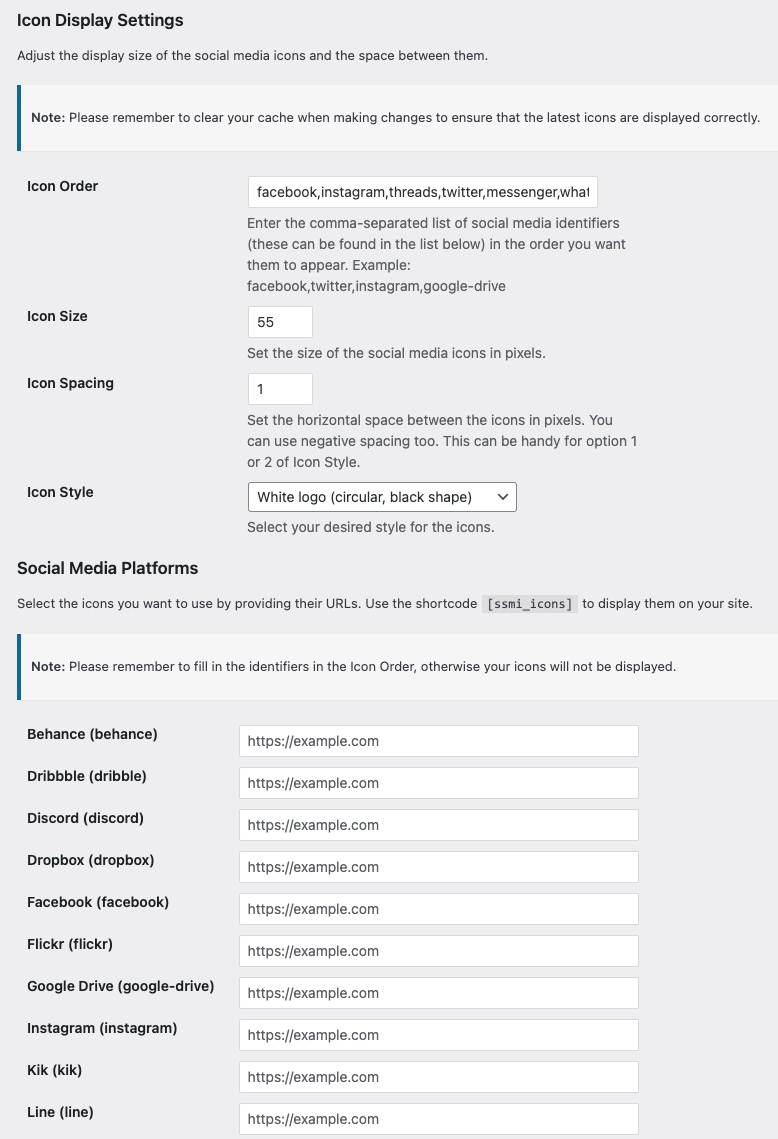 Icon Display Settings
Adjust the display size of the social media icons and the space between them.
Note: Please remember to clear your cache when making changes to ensure that the latest icons are displayed correctly.
Icon Order
facebook,instagram,threads,twitter,messenger,what
Enter the comma-separated list of social media identifiers
(these can be found in the list below) in the order you want
them to appear. Example:
facebook,twitter,instagram,google-drive
Icon Size
55
Set the size of the social media icons in pixels.
Icon Spacing
1
Set the horizontal space between the icons in pixels. You
can use negative spacing too. This can be handy for option 1
or 2 of Icon Style.
Icon Style
White logo (circular, black shape)
Select your desired style for the icons.
Social Media Platforms
Select the icons you want to use by providing their URLs. Use the shortcode [ssmi_icons] to display them on your site.
Note: Please remember to fill in the identifiers in the Icon Order, otherwise your icons will not be displayed.
Behance (behance)
https://example.com
Dribbble (dribble)
https://example.com
Discord (discord)
https://example.com
Dropbox (dropbox)
https://example.com
Facebook (facebook)
https://example.com
Flickr (flickr)
https://example.com
Google Drive (google-drive)
https://example.com
Instagram (instagram)
https://example.com
Kik (kik)
https://example.com
Line (line)
https://example.com